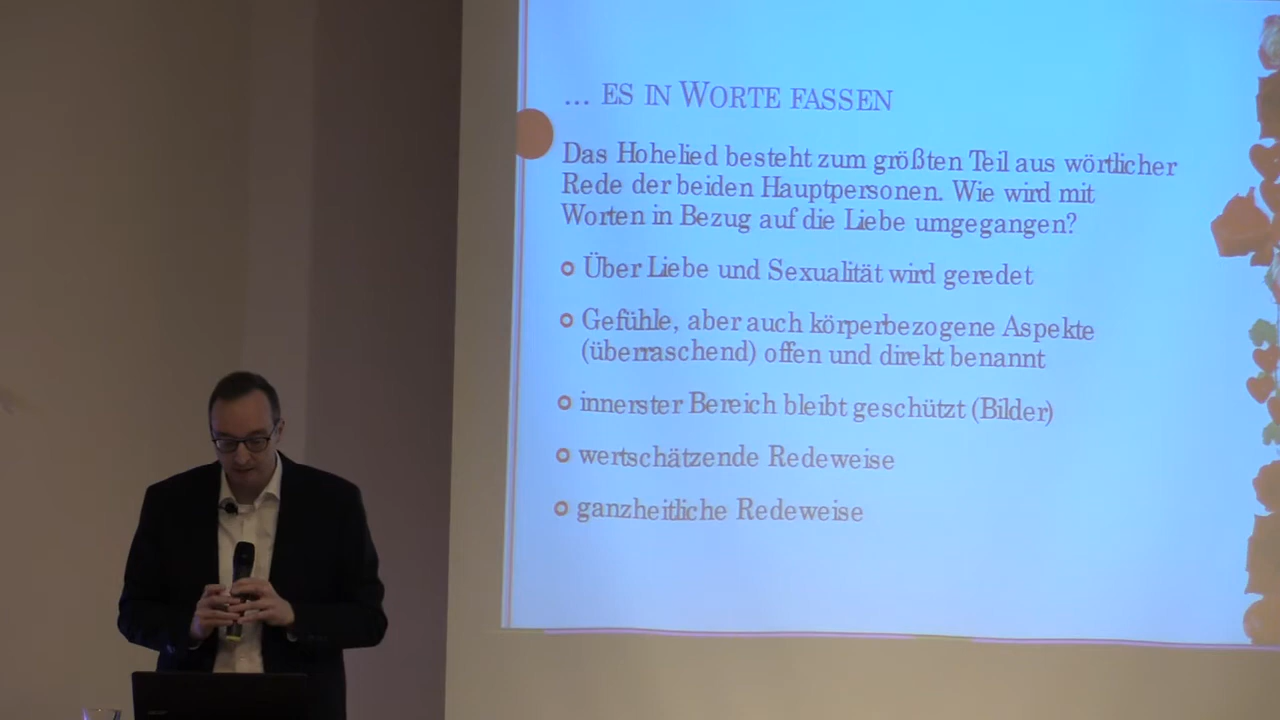 ... ES IN WORTE FASSEN
Das Hohelied besteht zum größten Teil aus wörtlicher
Rede der beiden Hauptpersonen. Wie wird mit
Worten in Bezug auf die Liebe umgegangen?
Über Liebe und Sexualität wird geredet
Gefühle, aber auch körperbezogene Aspekte
(überraschend) offen und direkt benannt
innerster Bereich bleibt geschützt (Bilder)
wertschätzende Redeweise
ganzheitliche Redeweise